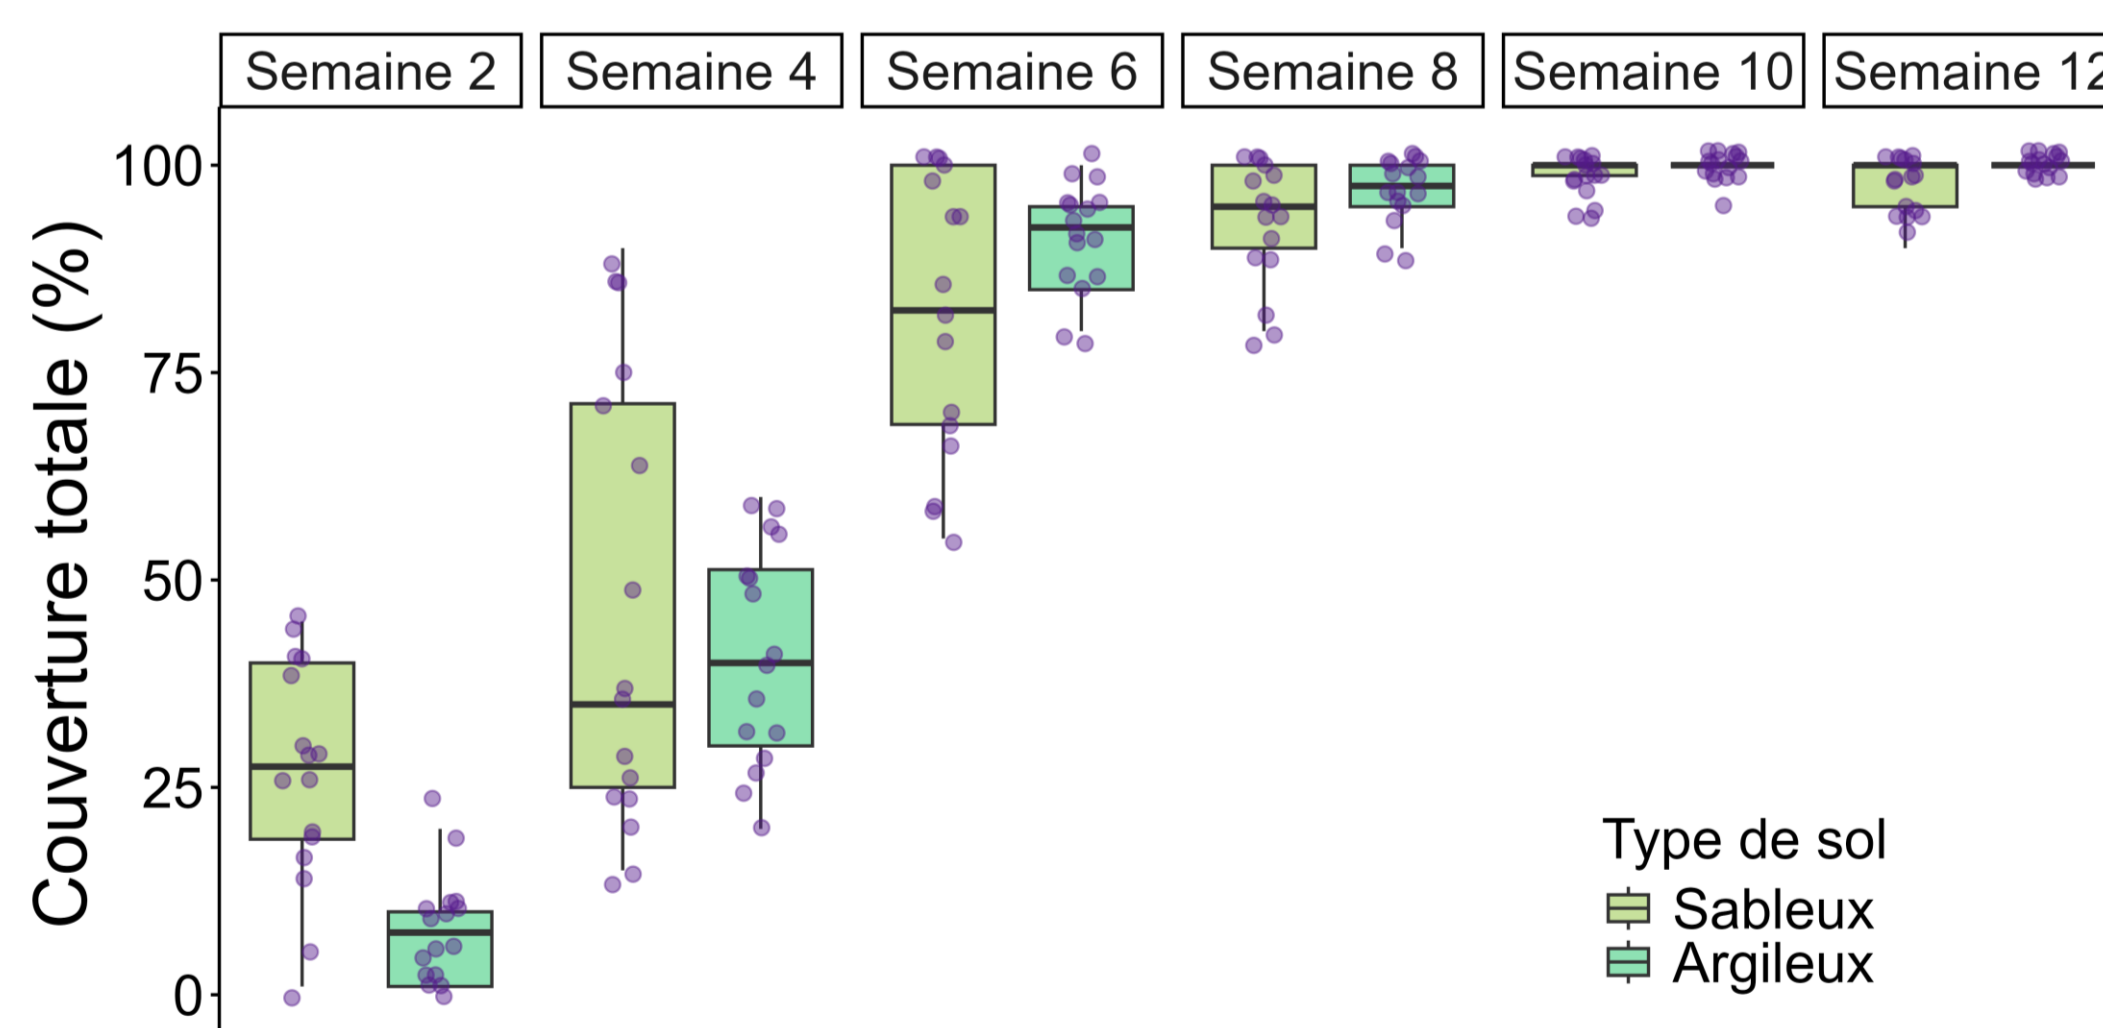 Semaine 2 Semaine 4 Semaine 6 Semaine 8 Semaine 10 Semaine 12
Couverture totale (%)
100
75
50
25
0
Type de sol
Sableux
Argileux